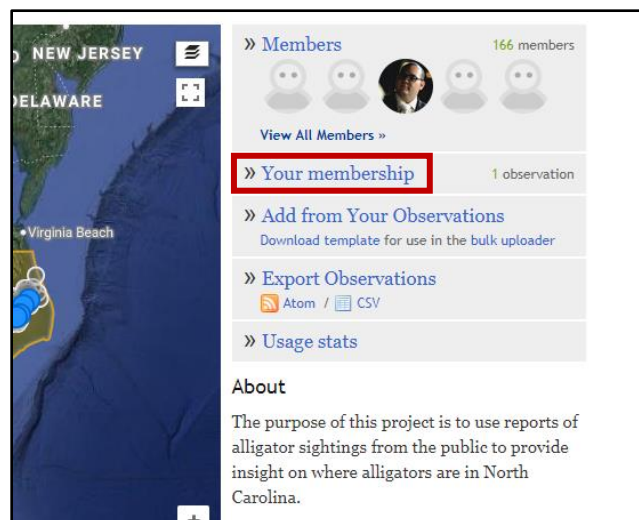 NEW JERSEY
DELAWARE
Virginia Beach
» Members 166 members
View All Members »
» Your membership 1 observation
» Add from Your Observations
Download template for use in the bulk uploader
» Export Observations
Atom / CSV
» Usage stats
About
The purpose of this project is to use reports of
alligator sightings from the public to provide
insight on where alligators are in North
Carolina.